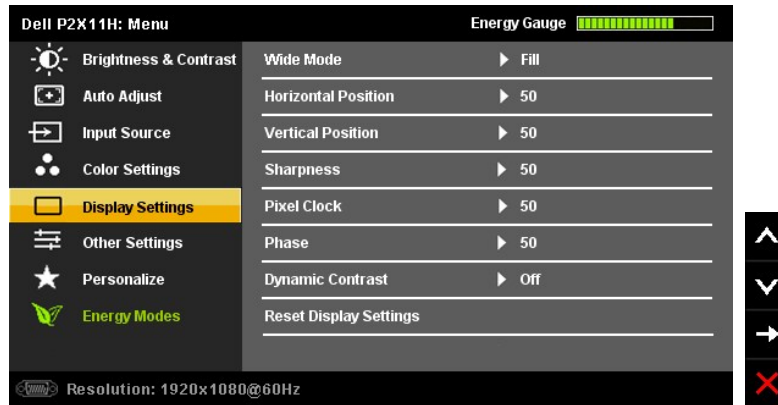 Dell P2X11H: Menu Energy Gauge
Brightness & Contrast Wide Mode Fill
Auto Adjust Horizontal Position 50
Input Source Vertical Position 50
Color Settings Sharpness 50
Display Settings Pixel Clock 50
Other Settings Phase 50
Personalize Dynamic Contrast Off
Energy Modes Reset Display Settings
Resolution: 1920x1080@60Hz